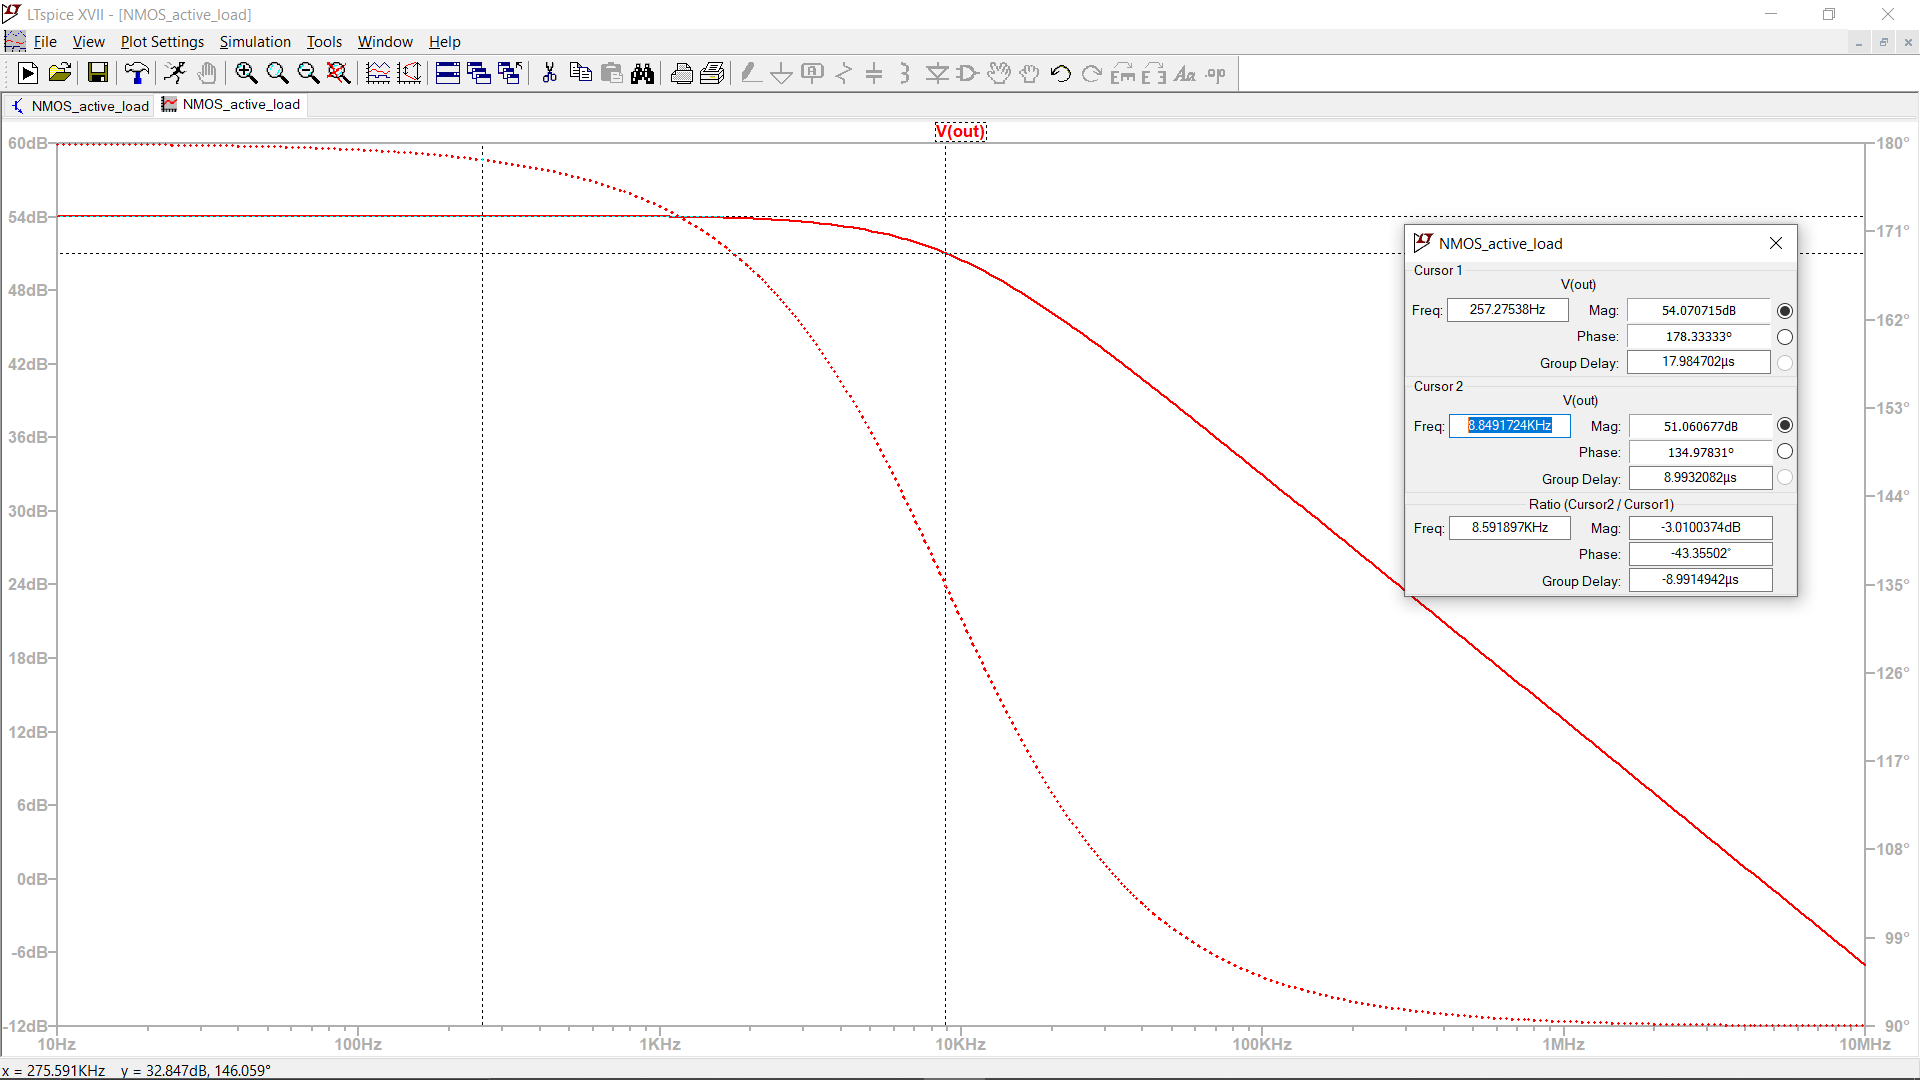 LTspice XVII - [NMOS_active_load]
File View Plot Settings Simulation Tools Window Help
NMOS_active_load NMOS_active_load
V(out)
60dB
54dB
48dB
42dB
36dB
30dB
24dB
18dB
12dB
6dB
0dB
-6dB
-12dB
180°
171°
162°
153°
144°
135°
126°
117°
108°
99°
90°
10Hz 100Hz 1KHz 10KHz 100KHz 1MHz 10MHz
NMOS_active_load
Cursor 1
V(out)
Freq: 257.27538Hz Mag: 54.070715dB
Phase: 178.33333°
Group Delay: 17.984702µs
Cursor 2
V(out)
Freq: 8.8491724KHz Mag: 51.060677dB
Phase: 134.97831°
Group Delay: 8.9932082µs
Ratio (Cursor2 / Cursor1)
Freq: 8.591897KHz Mag: -3.0100374dB
Phase: -43.35502°
Group Delay: -8.9914942µs
x = 275.591KHz y = 32.847dB, 146.059°